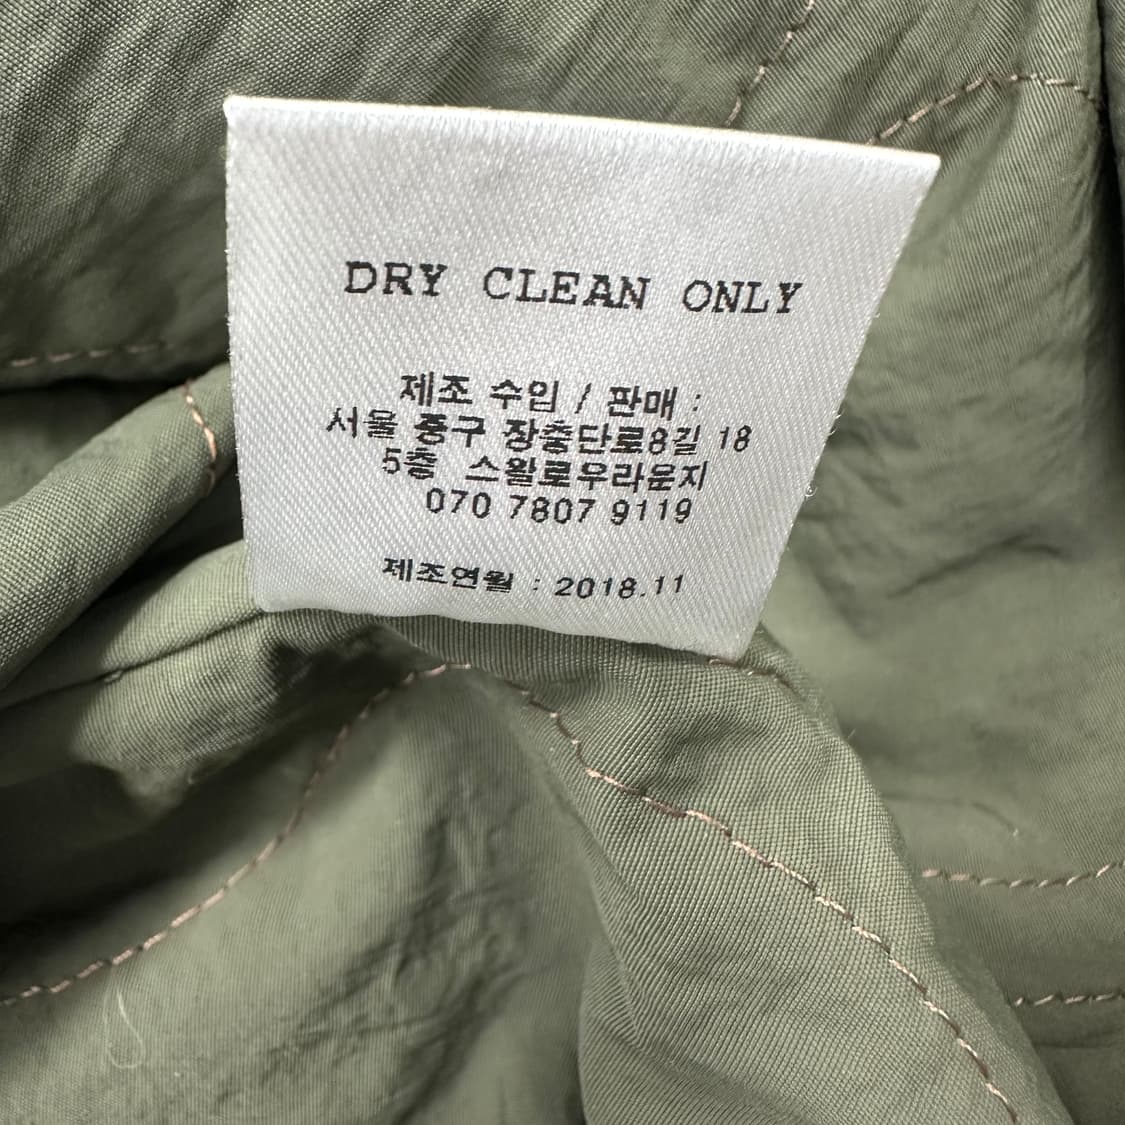 DRY CLEAN ONLY
제조 수입 / 판매 :
서울 중구 장충단로8길 18
5층 스왈로우라운지
070 7807 9119
제조연월 : 2018.11